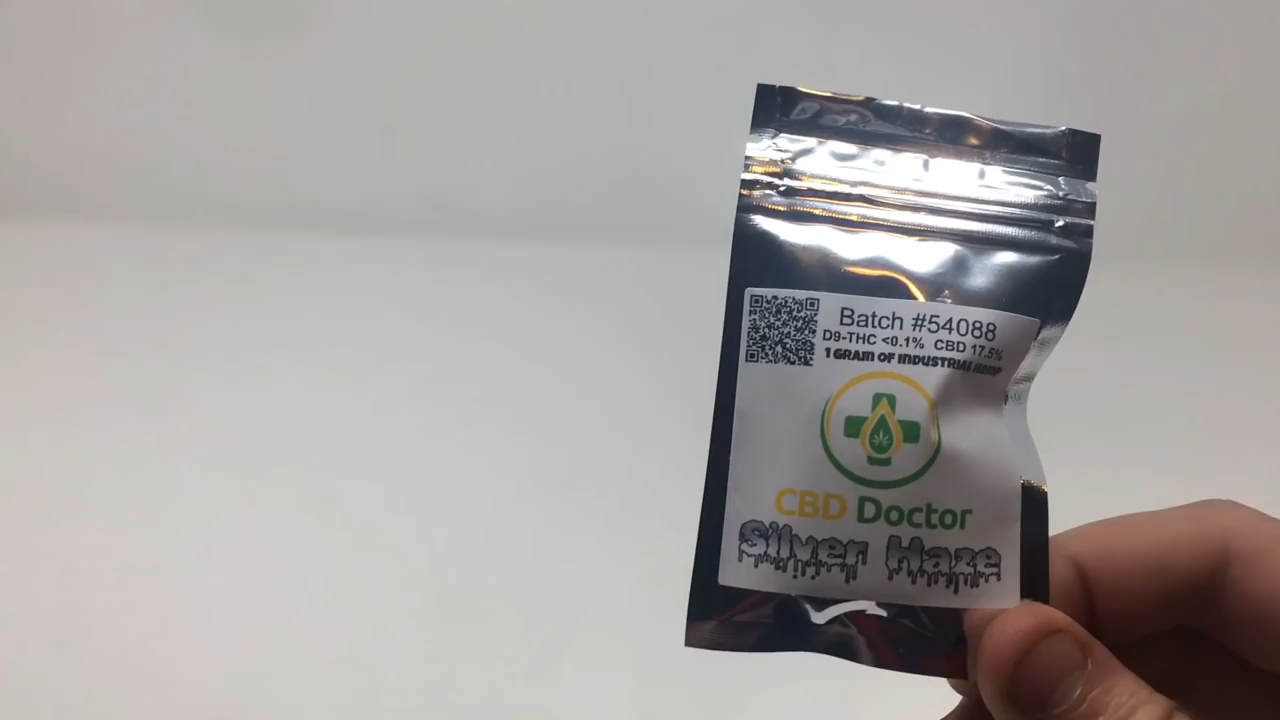 Batch #54088
D9-THC <0.1% CBD 17.5%
1 GRAM OF INDUSTRIAL HEMP
CBD Doctor
Silver Haze